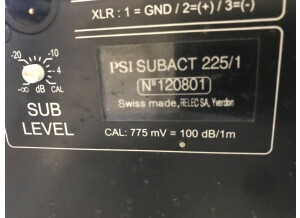 XLR : 1 = GND / 2=(+) / 3=(-)
-20 -10
-4
-∞ dB CAL
SUB
LEVEL
PSI SUBACT 225/1
N°120801
Swiss made, RELEC SA, Yverdon
CAL: 775 mV = 100 dB/1m